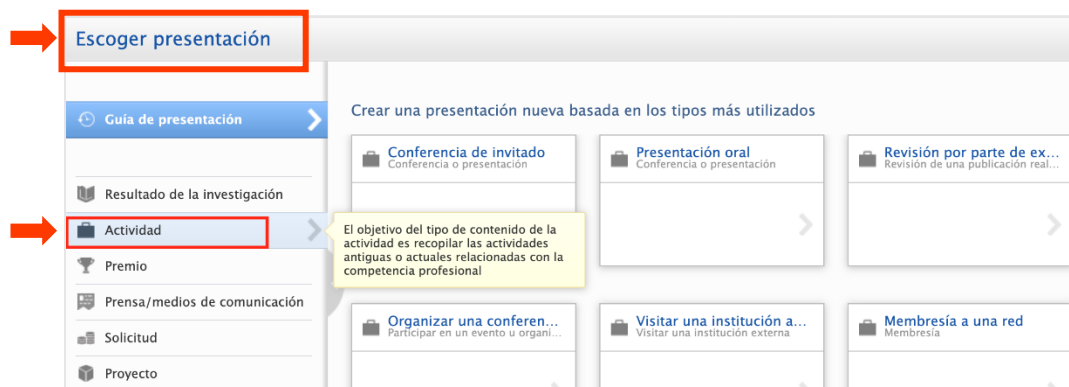 Escoger presentación
Guía de presentación
Crear una presentación nueva basada en los tipos más utilizados
Conferencia de invitado
Conferencia o presentación
Presentación oral
Conferencia o presentación
Revisión por parte de ex...
Revisión de una publicación real...
Resultado de la investigación
Actividad
El objetivo del tipo de contenido de la
actividad es recopilar las actividades
antiguas o actuales relacionadas con la
competencia profesional
Premio
Prensa/medios de comunicación
Solicitud
Proyecto
Organizar una conferen...
Participar en un evento u organi...
Visitar una institución a...
Visitar una institución externa
Membresía a una red
Membresía